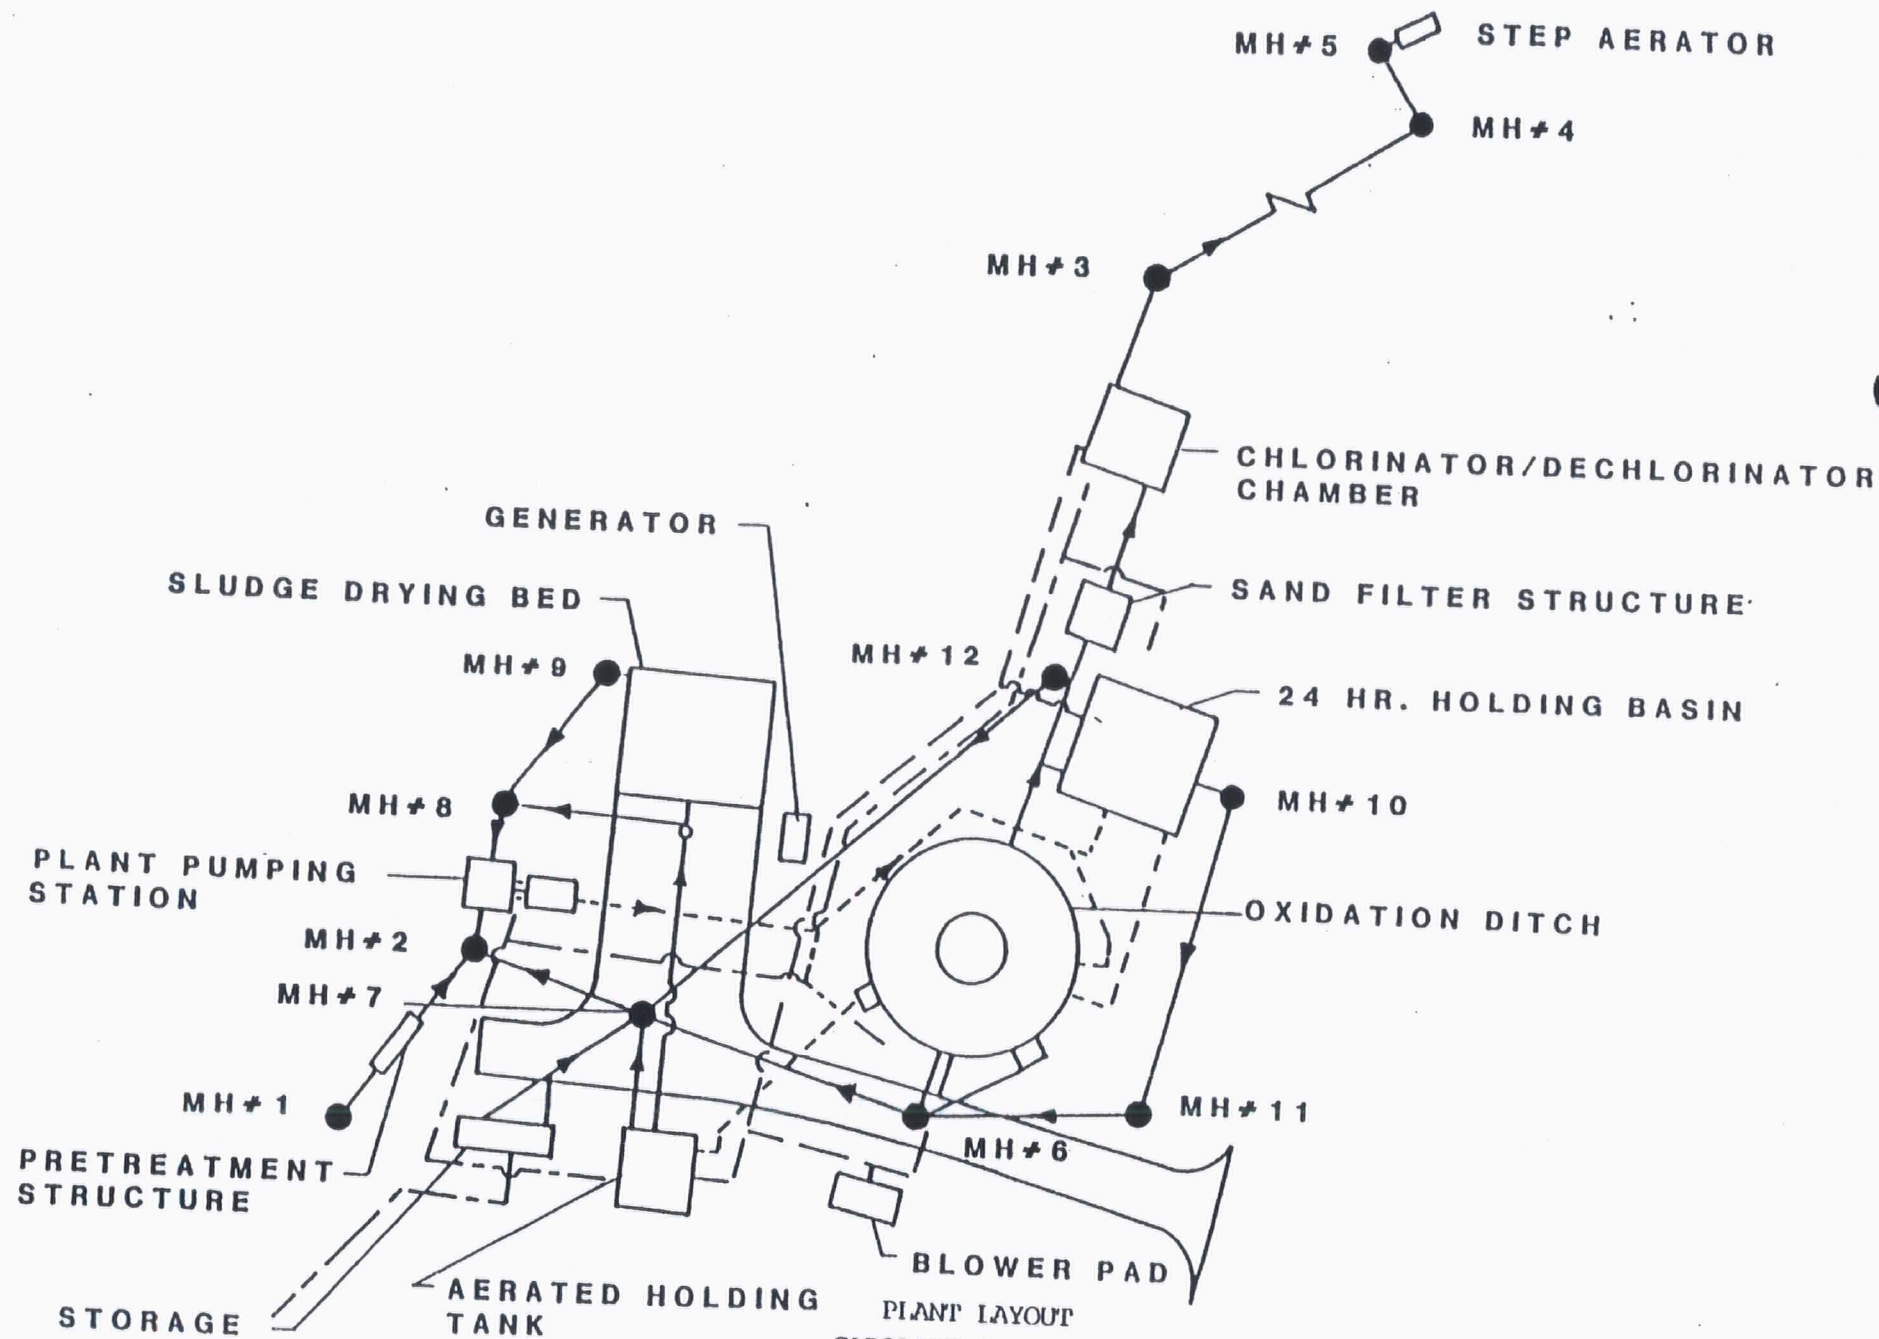 MH#5
STEP AERATOR
MH#4
MH#3
CHLORINATOR/DECHLORINATOR
CHAMBER
GENERATOR
SLUDGE DRYING BED
SAND FILTER STRUCTURE
MH#12
MH#9
24 HR. HOLDING BASIN
MH#8
MH#10
PLANT PUMPING
STATION
OXIDATION DITCH
MH#2
MH#7
MH#1
MH#11
MH#6
PRETREATMENT
STRUCTURE
BLOWER PAD
AERATED HOLDING
TANK
STORAGE
PLANT LAYOUT